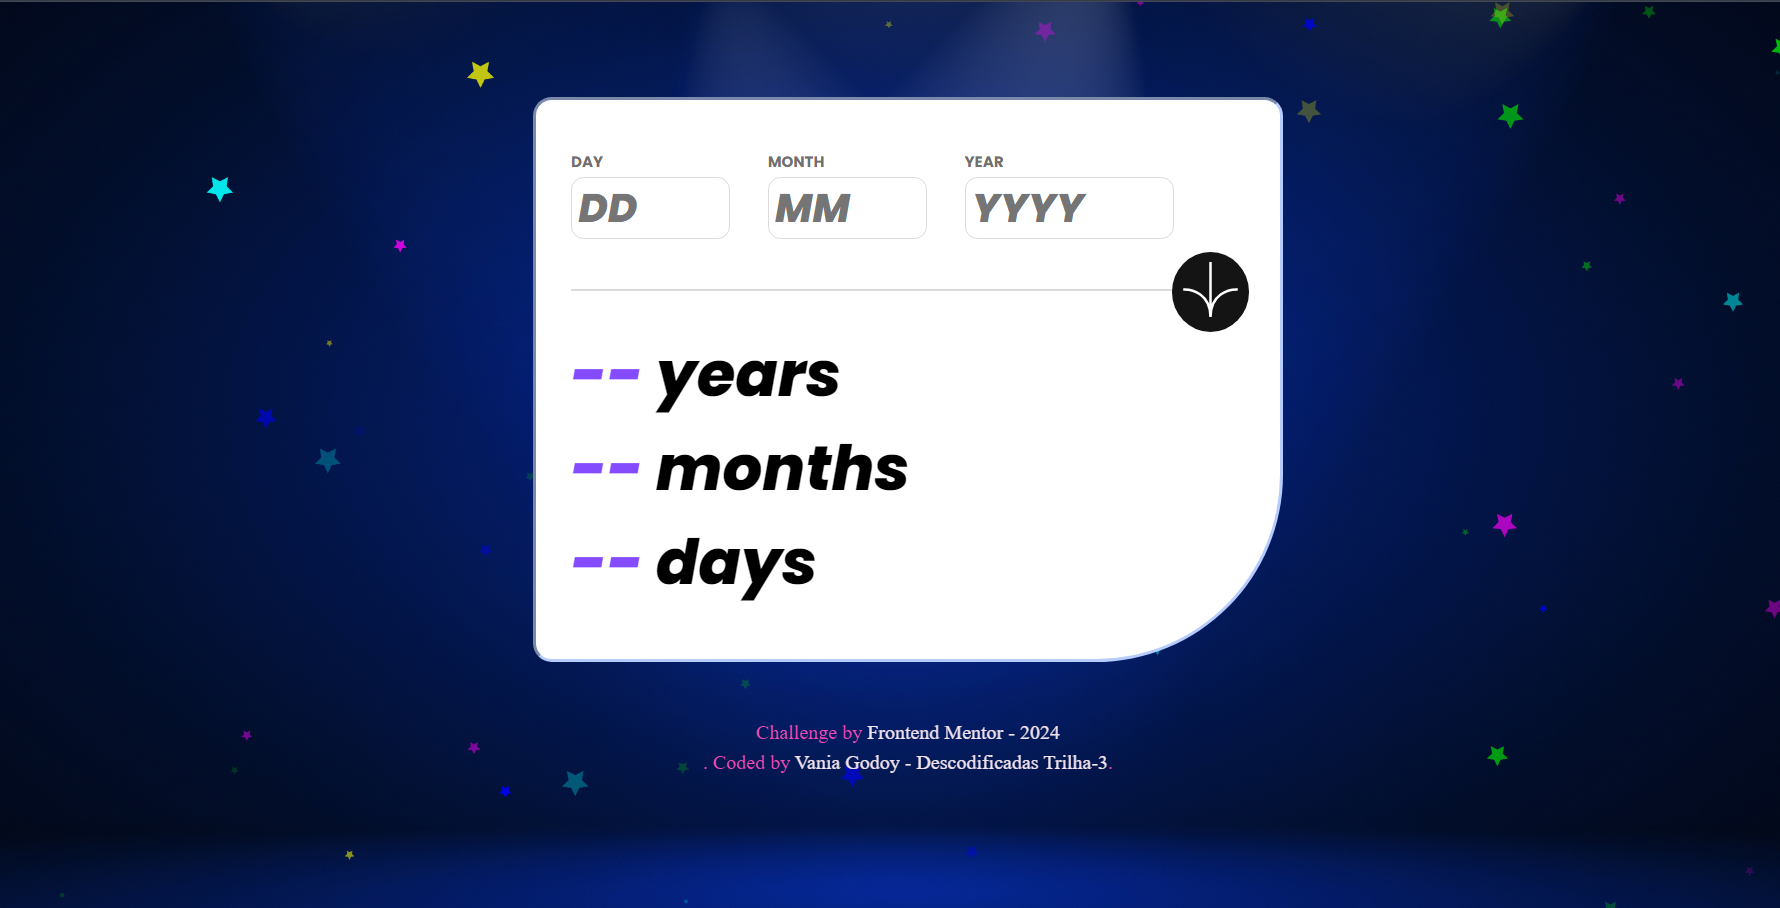 DAY MONTH YEAR
DD MM YYYY
-- years
-- months
-- days
Challenge by Frontend Mentor - 2024
. Coded by Vania Godoy - Descodificadas Trilha-3.